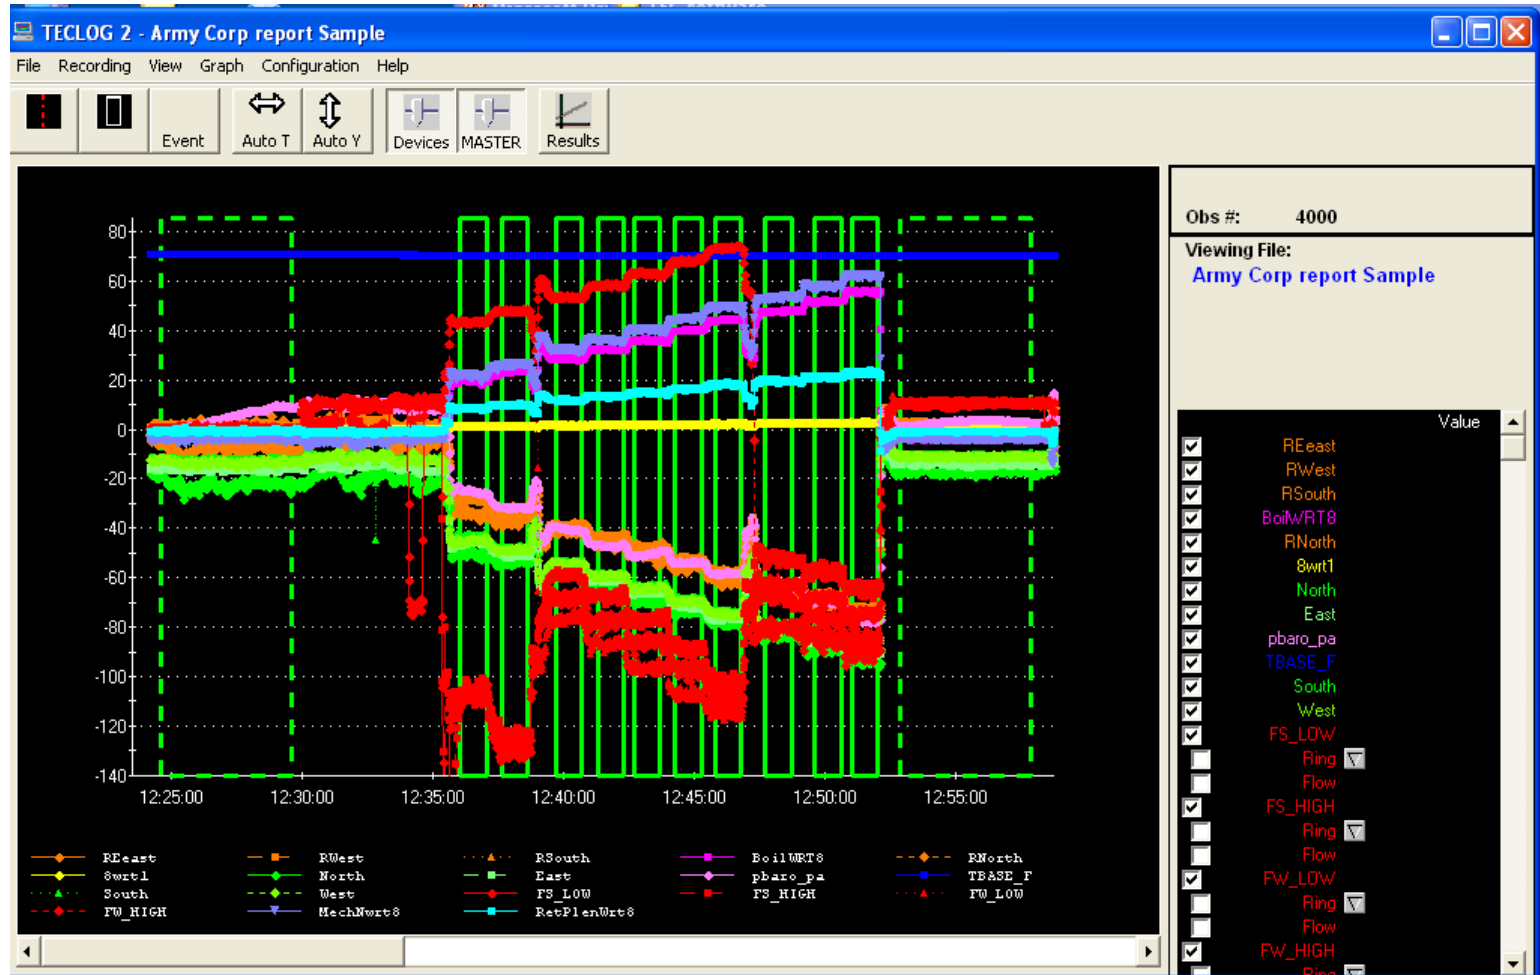 TECLOG 2 - Army Corp report Sample
File Recording View Graph Configuration Help
Event Auto T Auto Y Devices MASTER Results
Obs #: 4000
Viewing File:
Army Corp report Sample
80
60
40
20
0
-20
-40
-60
-80
-100
-120
-140
12:25:00 12:30:00 12:35:00 12:40:00 12:45:00 12:50:00 12:55:00
REeast RWest RSouth BoilWRT8 RNorth
8wrt1 North East pbaro_pa TBASE_F
South West FS_LOW FS_HIGH FW_LOW
FW_HIGH MechNwrt8 RetPlenWrt8
Value
REeast
RWest
RSouth
BoilWRT8
RNorth
8wrt1
North
East
pbaro_pa
TBASE_F
South
West
FS_LOW
Ring
Flow
FS_HIGH
Ring
Flow
FW_LOW
Ring
Flow
FW_HIGH
Ring